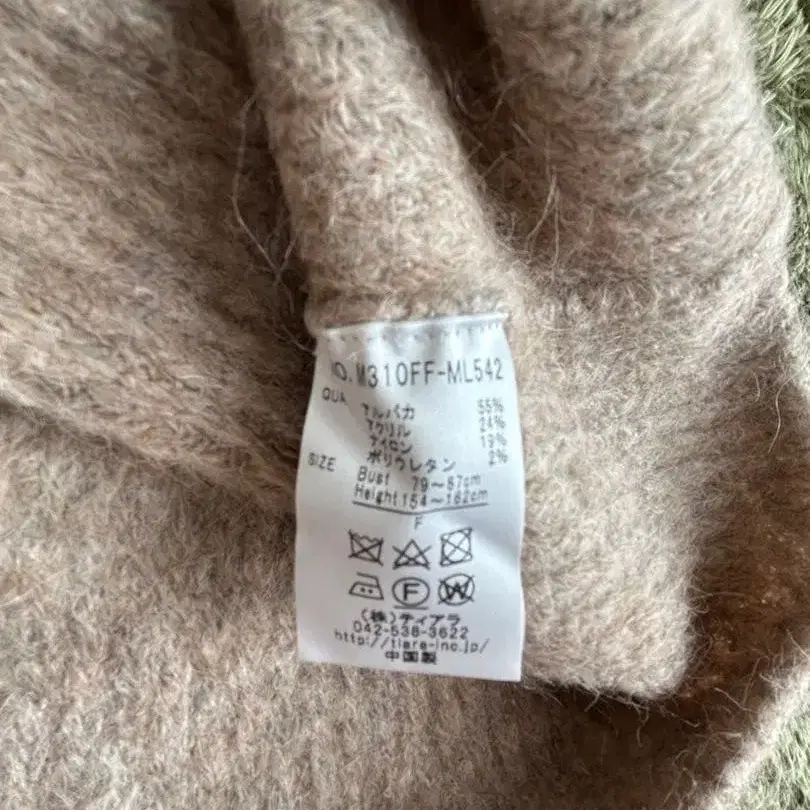 NO. M310FF-ML542
QUA アルパカ 55%
アクリル 24%
ナイロン 19%
ポリウレタン 2%
SIZE Bust 79~87cm
Height 154~162cm
F
F W
(株)ティアラ
042-538-3622
http://tiara-inc.jp/
中国製